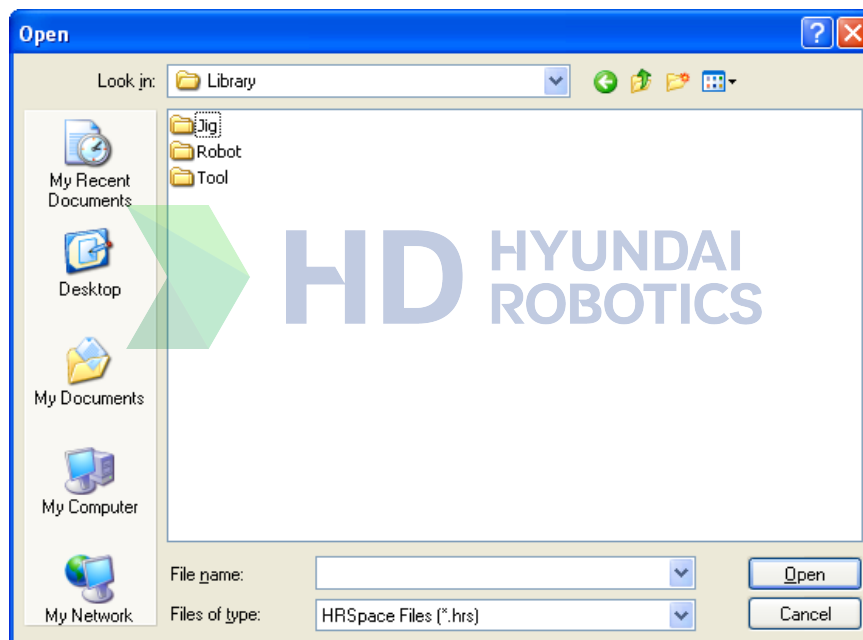 Open
Look in:
Library
Jig
Robot
Tool
My Recent
Documents
Desktop
My Documents
My Computer
My Network
HD HYUNDAI
ROBOTICS
File name:
Open
Files of type:
HRSpace Files (*.hrs)
Cancel